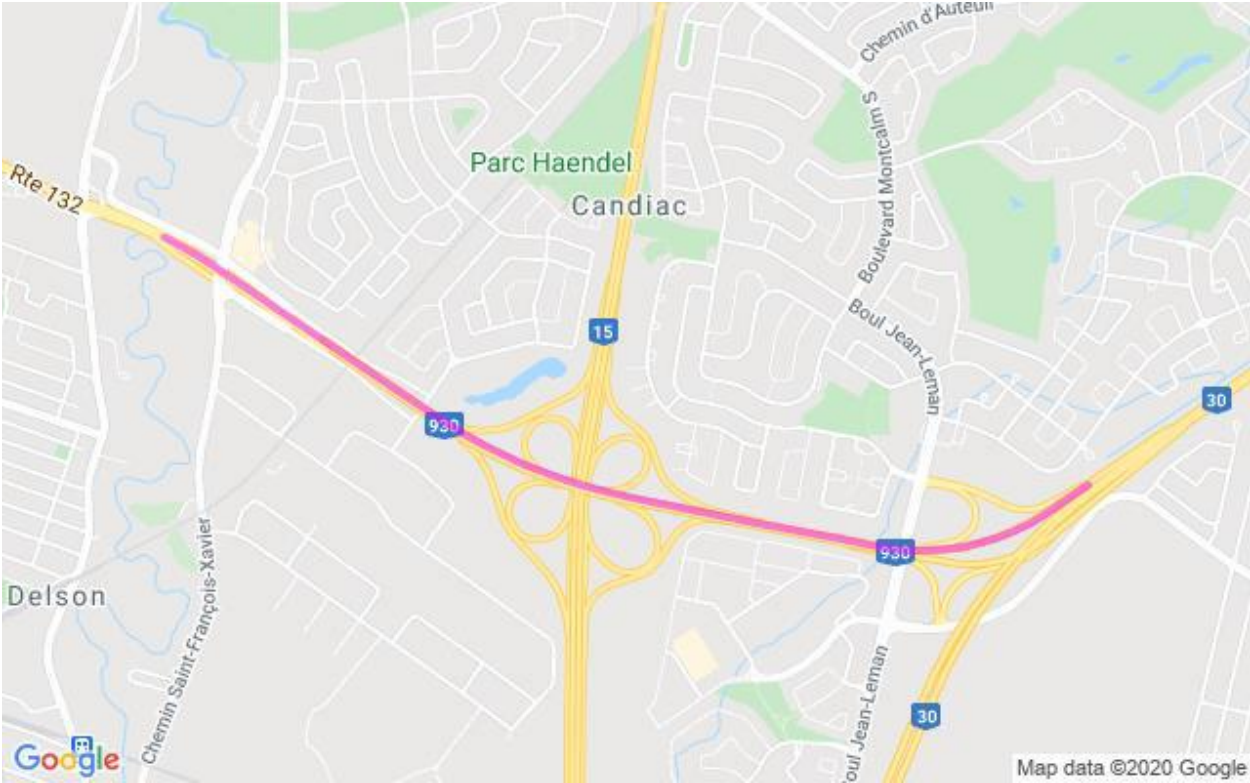 Chemin d'Auteuil
Rte 132
Parc Haendel
Candiac
Boulevard Montcalm S
15
Boul Jean-Leman
30
930
930
Delson
Chemin Saint-François-Xavier
30
oul Jean-Leman
Google
Map data ©2020 Google